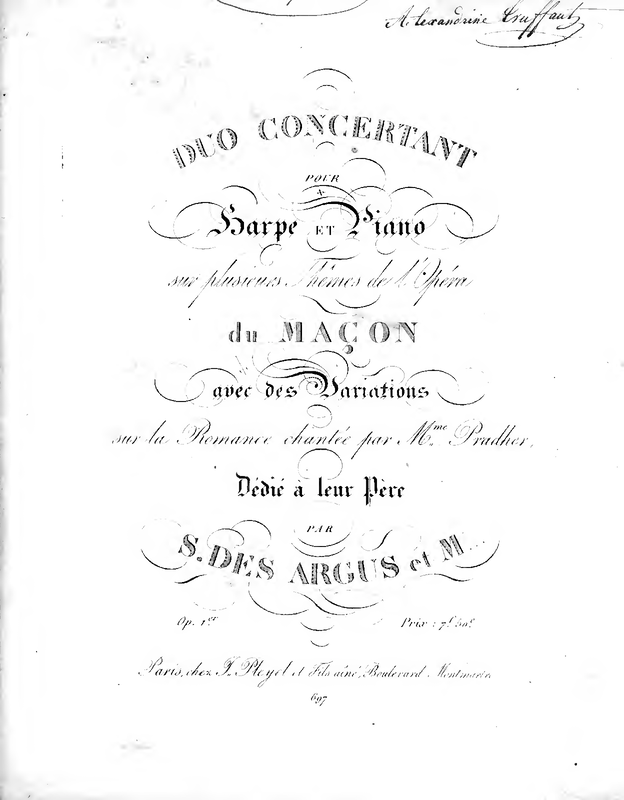 Alexandrine Truffaut
DUO CONCERTANT
POUR
Harpe ET Piano
sur plusieurs Thêmes de l'Opéra
du MAÇON
avec des Variations
sur la Romance chantée par M.me Pradher,
Dédié à leur Père
PAR
S. DES ARGUS et M...
Op. 1er Prix : 7f 50c
Paris, chez I. Pleyel et Fils aîné, Boulevard Montmartre
697